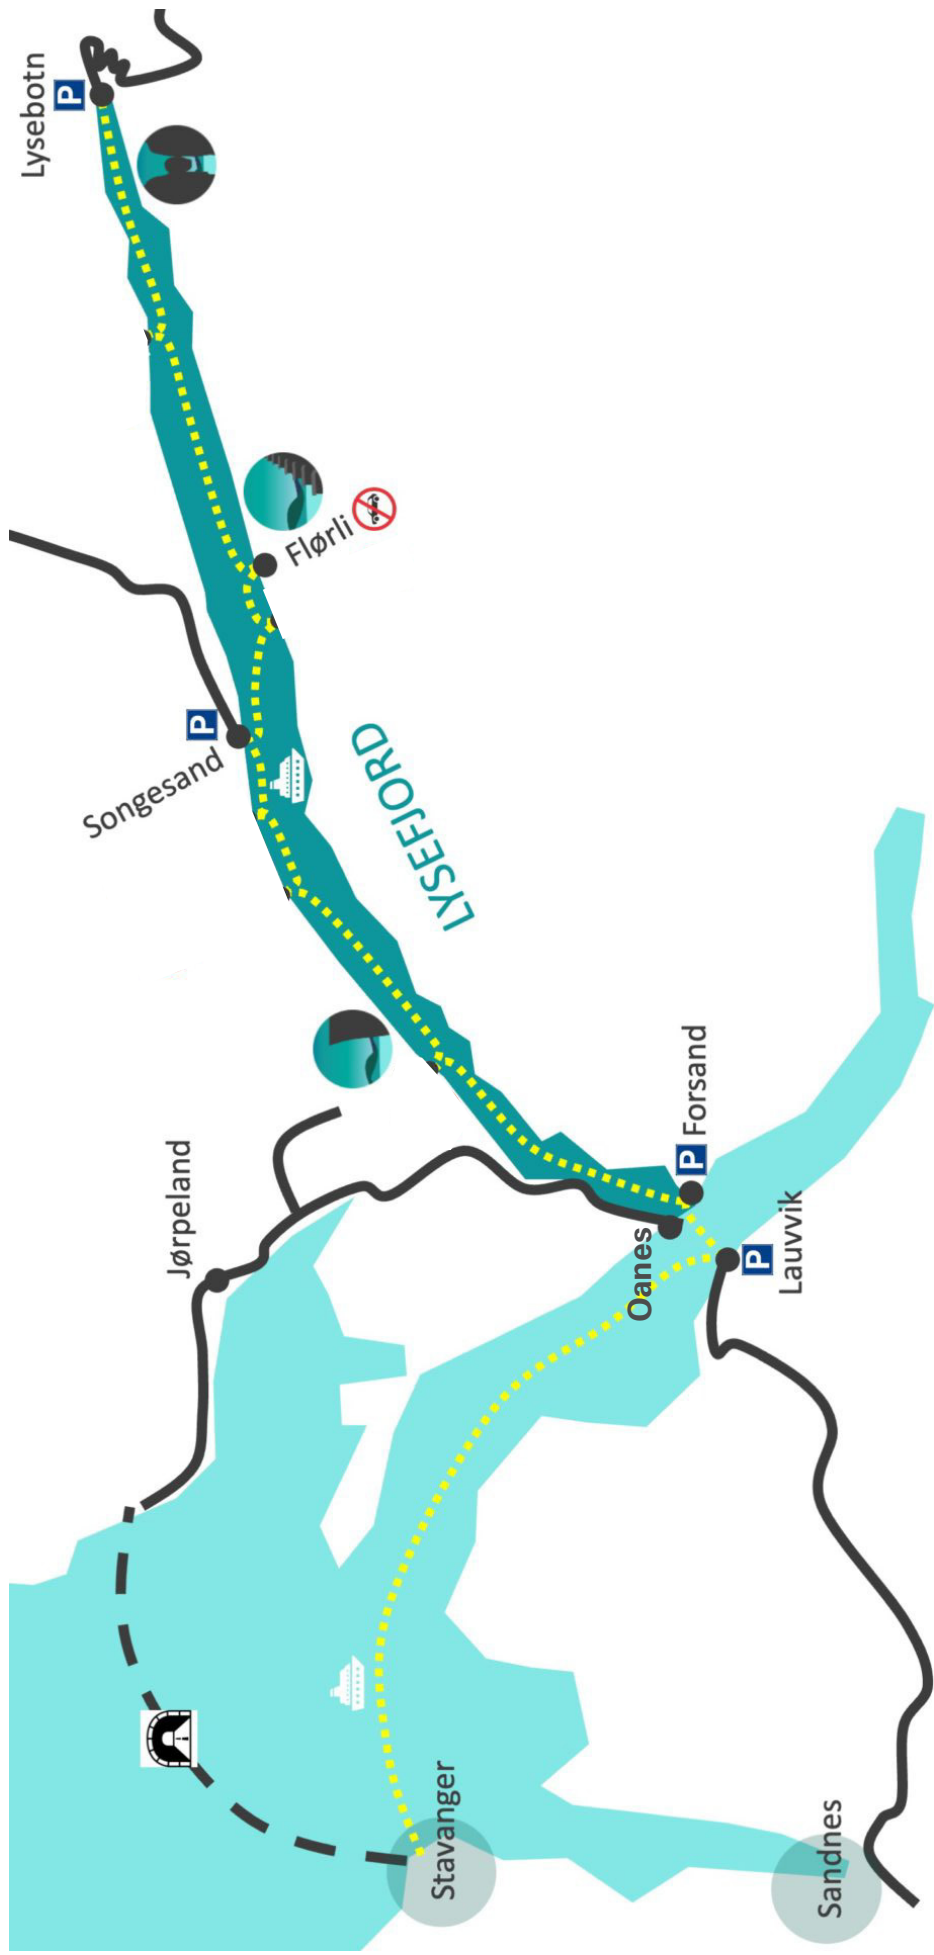 Lysebotn
P
Flørli
P
Songesand
LYSEFJORD
Jørpeland
P
Forsand
Oanes
P
Lauvvik
Stavanger
Sandnes